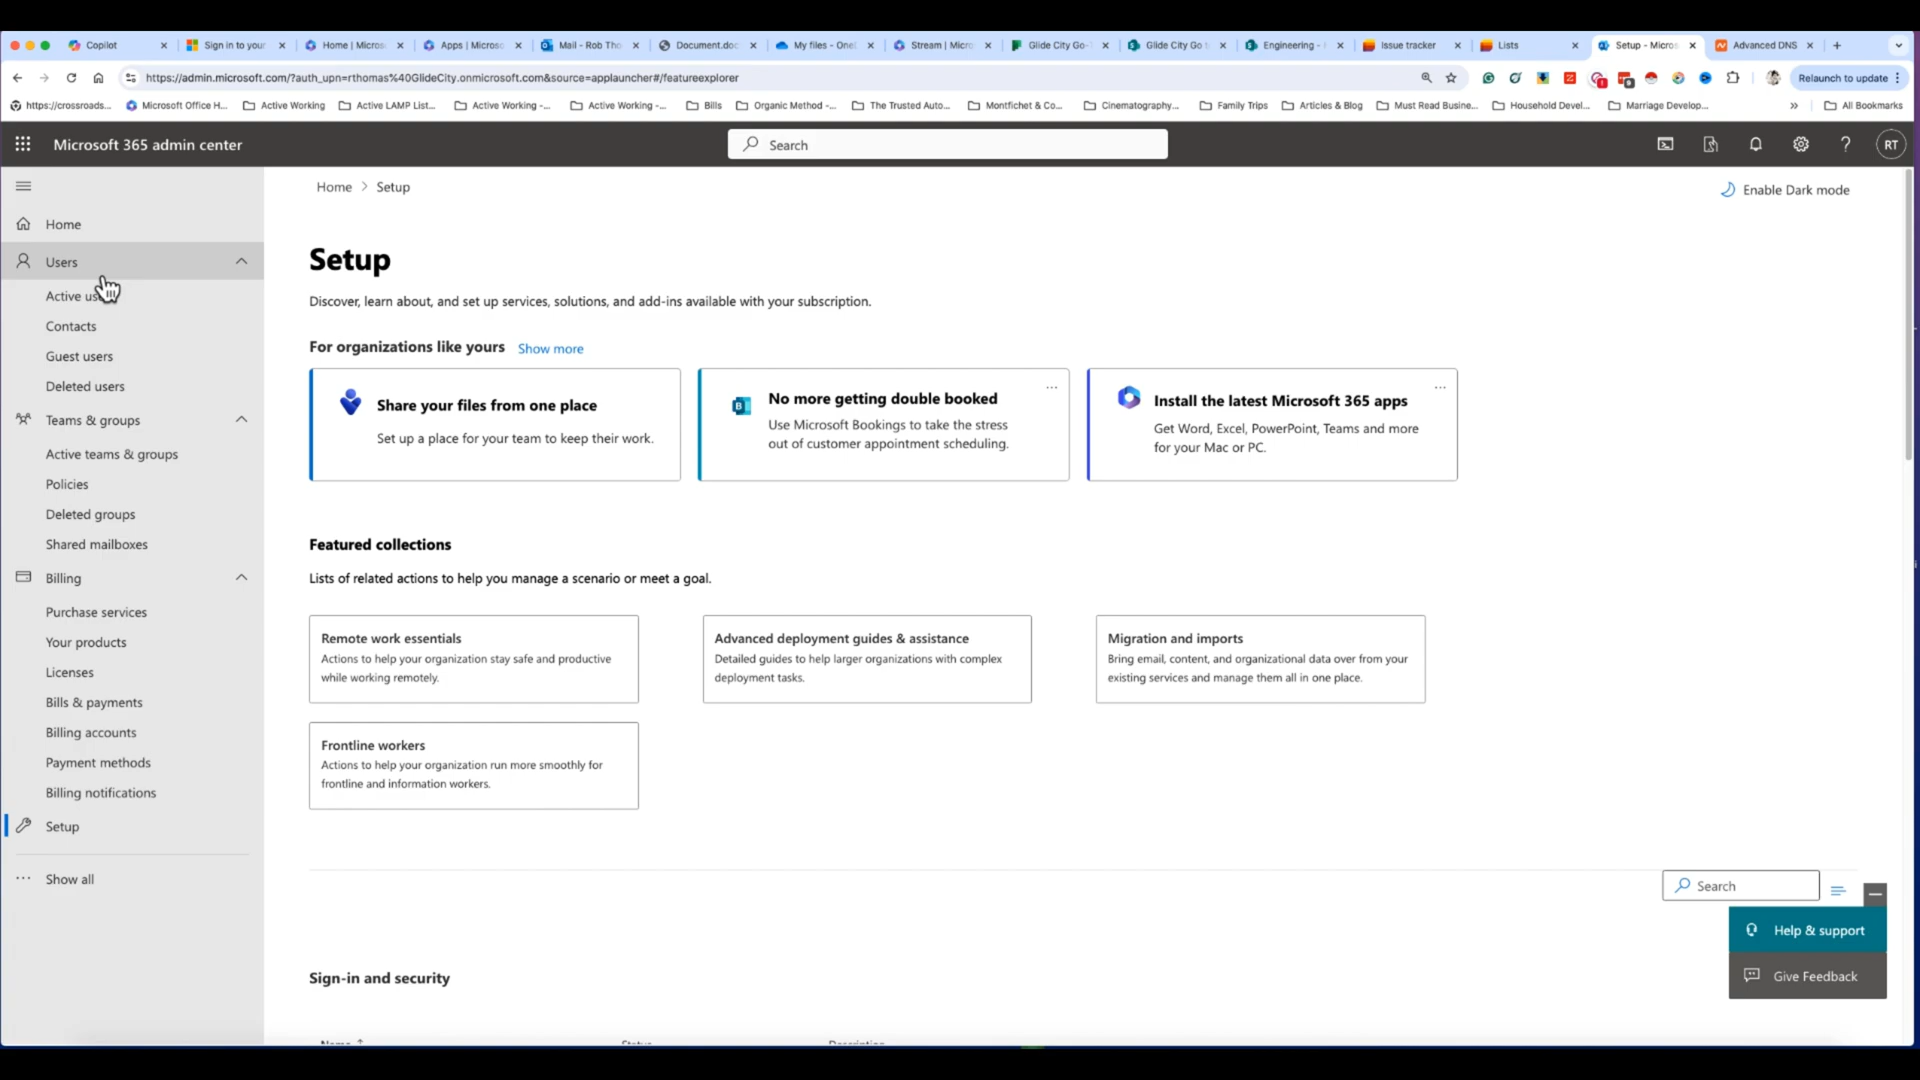 Copilot
Sign in to your
Home | Micros
Apps | Microso
Mail - Rob Tho
Document.doc
My files - One
Stream | Micro
Glide City Go-
Glide City Go
Engineering -
Issue tracker
Lists
Setup - Micros
Advanced DNS
https://admin.microsoft.com/?auth_upn=rthomas%40GlideCity.onmicrosoft.com&source=applauncher#/featureexplorer
Relaunch to update
https://crossroads...
Microsoft Office H...
Active Working
Active LAMP List...
Active Working -...
Active Working -...
Bills
Organic Method -...
The Trusted Auto...
Montfichet & Co...
Cinematography...
Family Trips
Articles & Blog
Must Read Busine...
Household Devel...
Marriage Develop...
All Bookmarks
Microsoft 365 admin center
Search
RT
Home > Setup
Enable Dark mode
Home
Users
Active us
Contacts
Guest users
Deleted users
Teams & groups
Active teams & groups
Policies
Deleted groups
Shared mailboxes
Billing
Purchase services
Your products
Licenses
Bills & payments
Billing accounts
Payment methods
Billing notifications
Setup
Show all
Setup
Discover, learn about, and set up services, solutions, and add-ins available with your subscription.
For organizations like yours Show more
Share your files from one place
Set up a place for your team to keep their work.
No more getting double booked
Use Microsoft Bookings to take the stress
out of customer appointment scheduling.
Install the latest Microsoft 365 apps
Get Word, Excel, PowerPoint, Teams and more
for your Mac or PC.
Featured collections
Lists of related actions to help you manage a scenario or meet a goal.
Remote work essentials
Actions to help your organization stay safe and productive
while working remotely.
Advanced deployment guides & assistance
Detailed guides to help larger organizations with complex
deployment tasks.
Migration and imports
Bring email, content, and organizational data over from your
existing services and manage them all in one place.
Frontline workers
Actions to help your organization run more smoothly for
frontline and information workers.
Search
Help & support
Give Feedback
Sign-in and security
Name Status Description